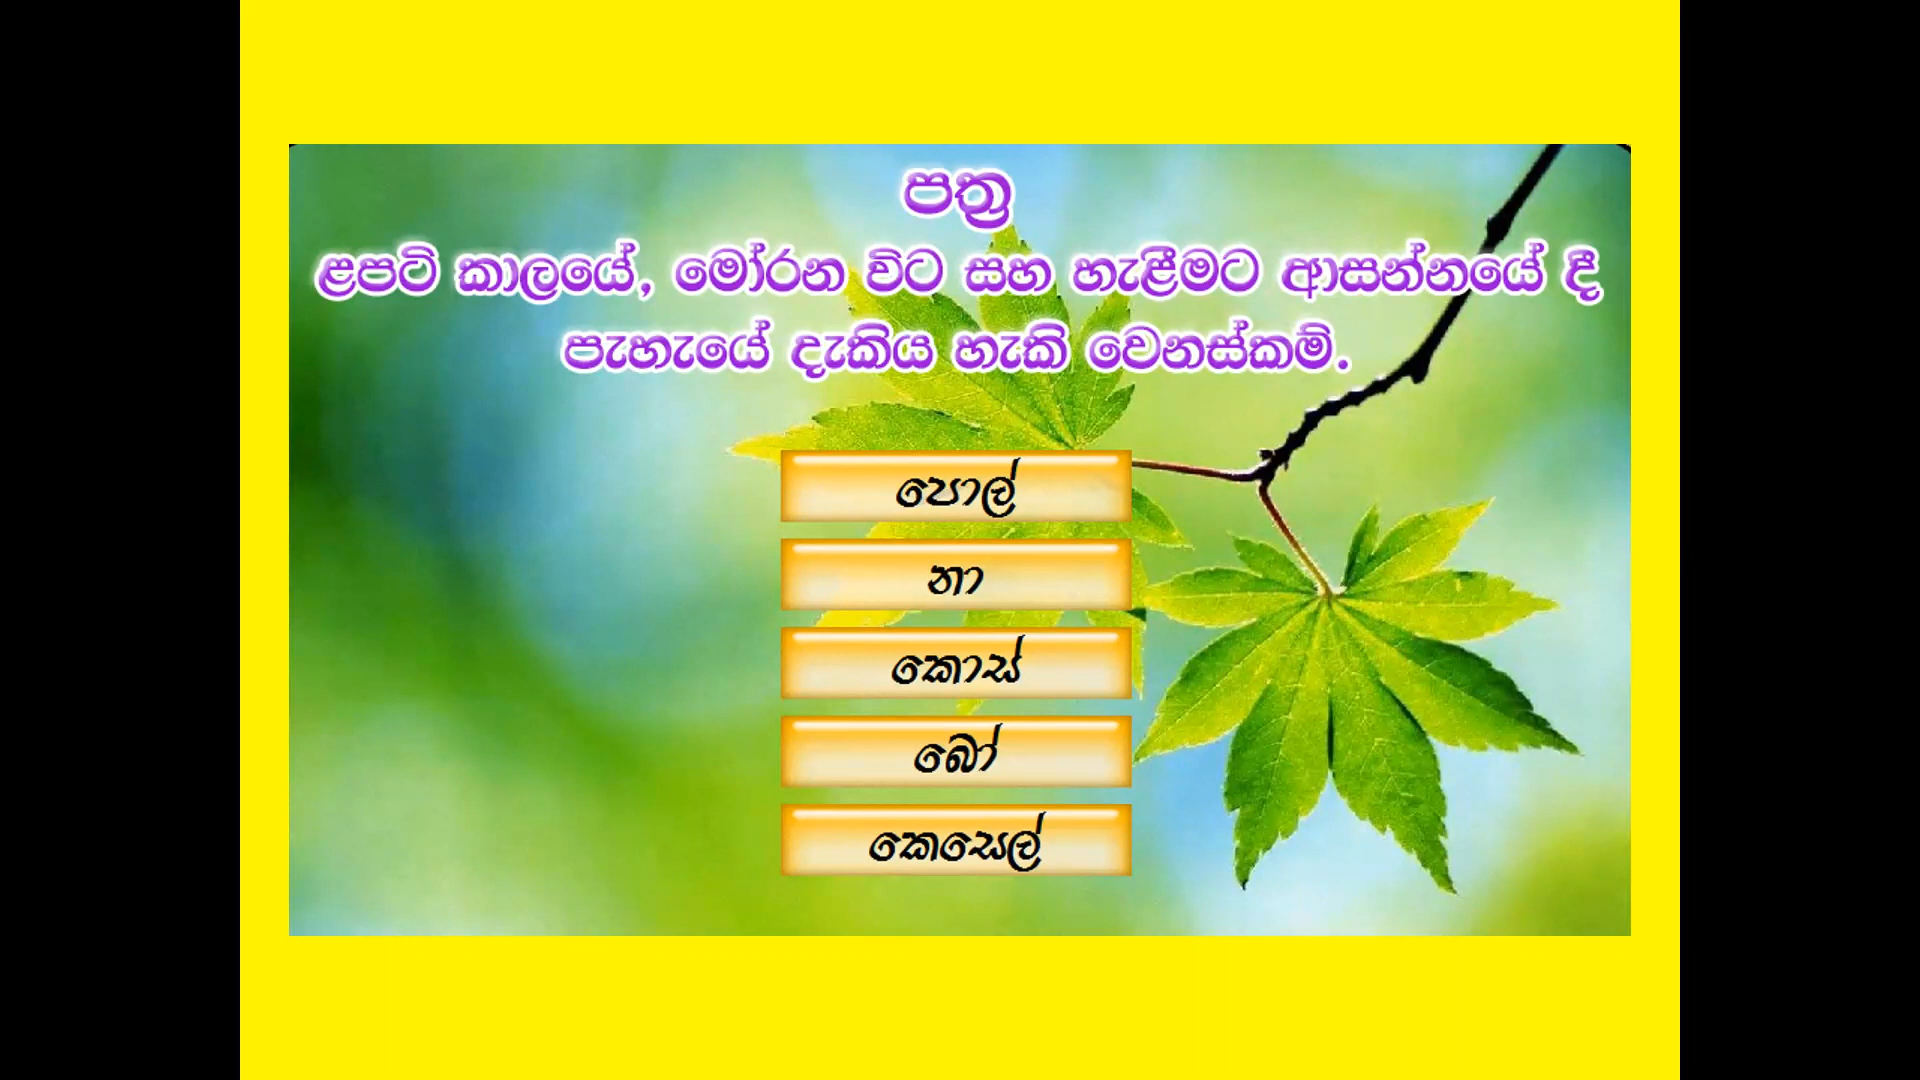 පත්‍ර
ළපටි කාලයේ, මෝරන විට සහ හැළීමට ආසන්නයේ දී
පැහැයේ දැකිය හැකි වෙනස්කම්.
පොල්
නා
කොස්
බෝ
කෙසෙල්